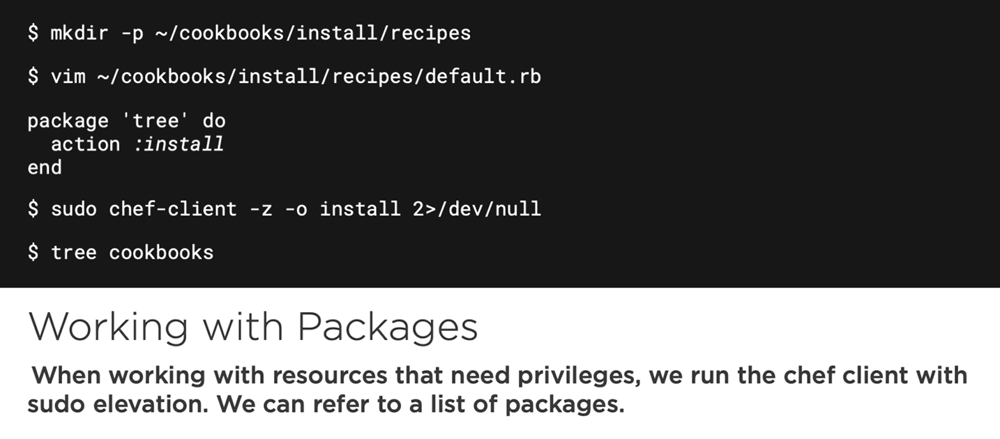 $ mkdir -p ~/cookbooks/install/recipes
$ vim ~/cookbooks/install/recipes/default.rb
package 'tree' do
  action :install
end
$ sudo chef-client -z -o install 2>/dev/null
$ tree cookbooks
Working with Packages
When working with resources that need privileges, we run the chef client with
sudo elevation. We can refer to a list of packages.